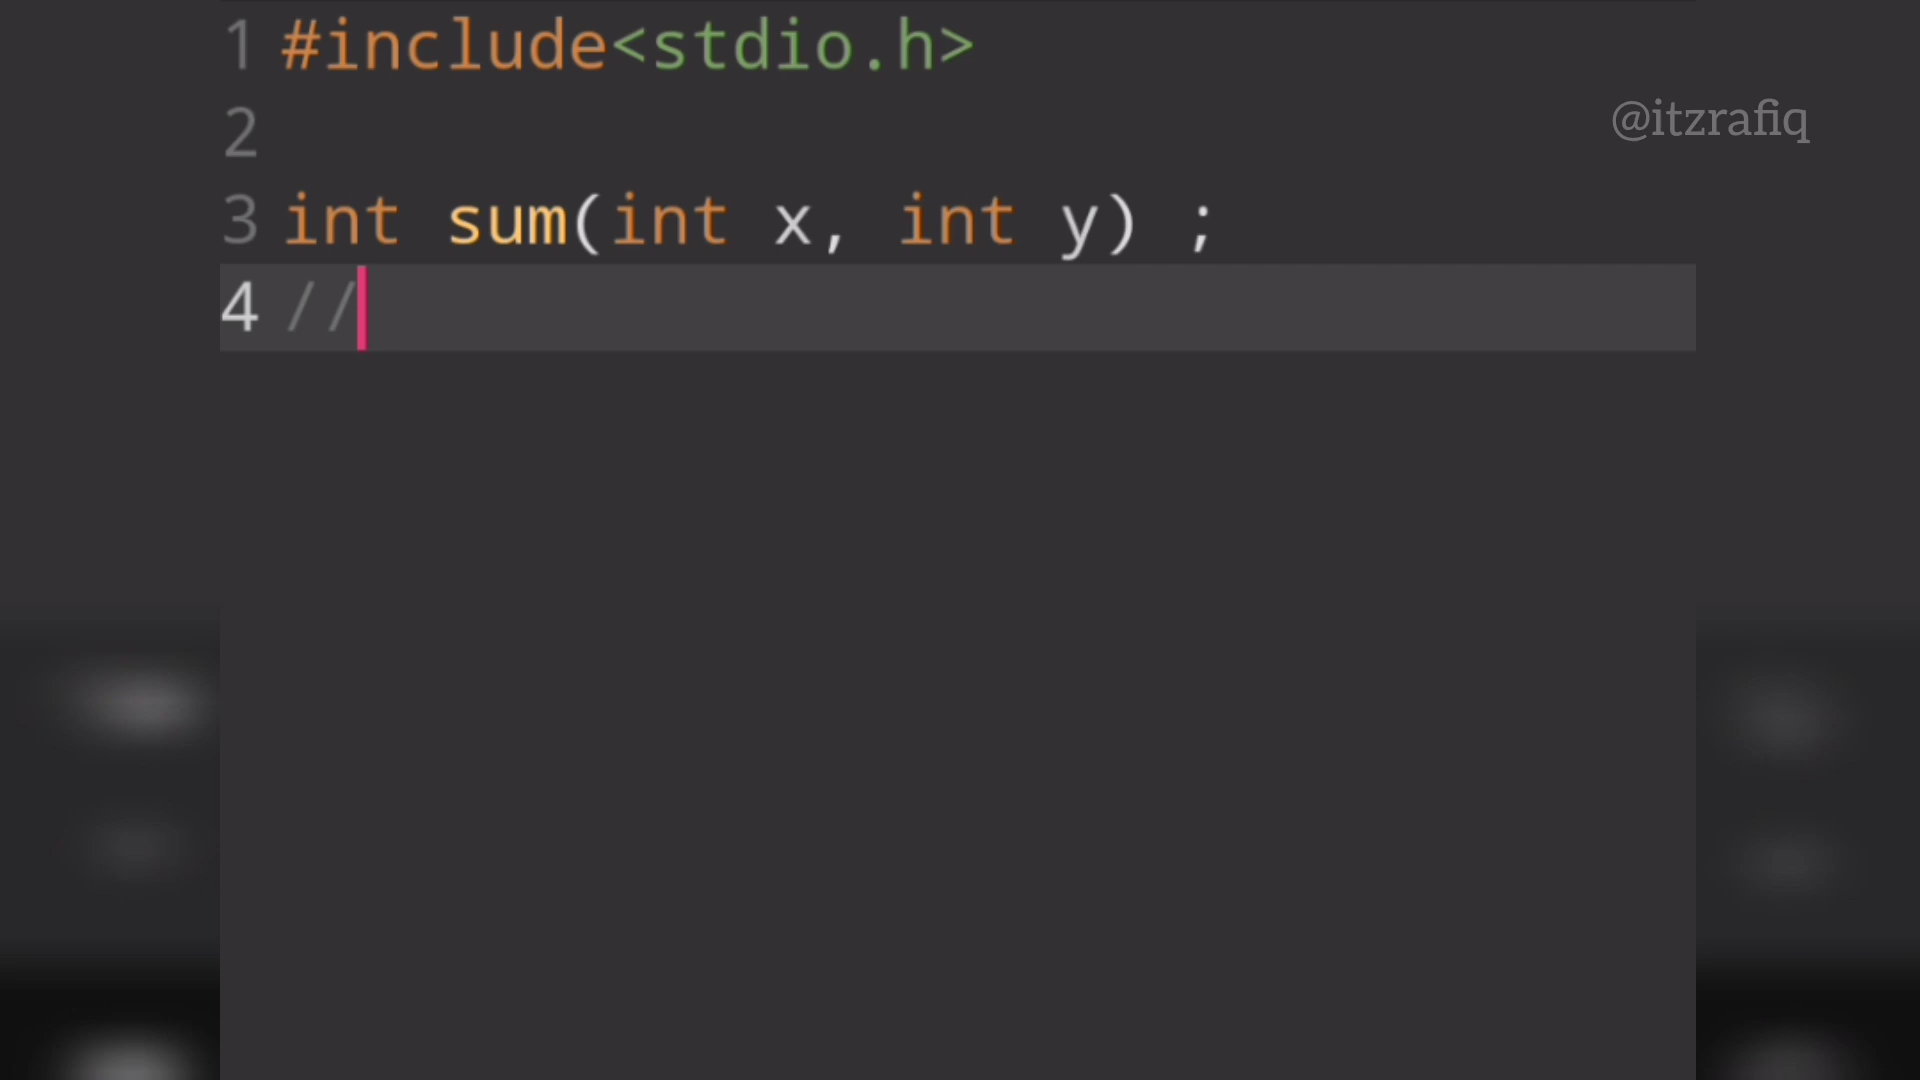 1 #include<stdio.h>
2
@itzrafiq
3 int sum(int x, int y) ;
4 //